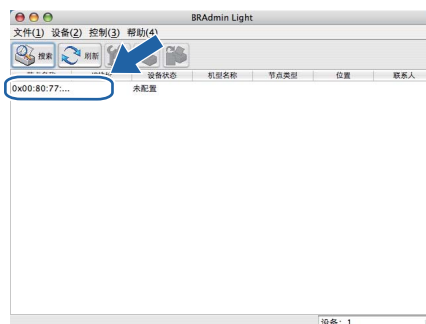 BRAdmin Light
文件(1) 设备(2) 控制(3) 帮助(4)
搜索 刷新
设备状态 机型名称 节点类型 位置 联系人
0x00:80:77:... 未配置
设备: 1